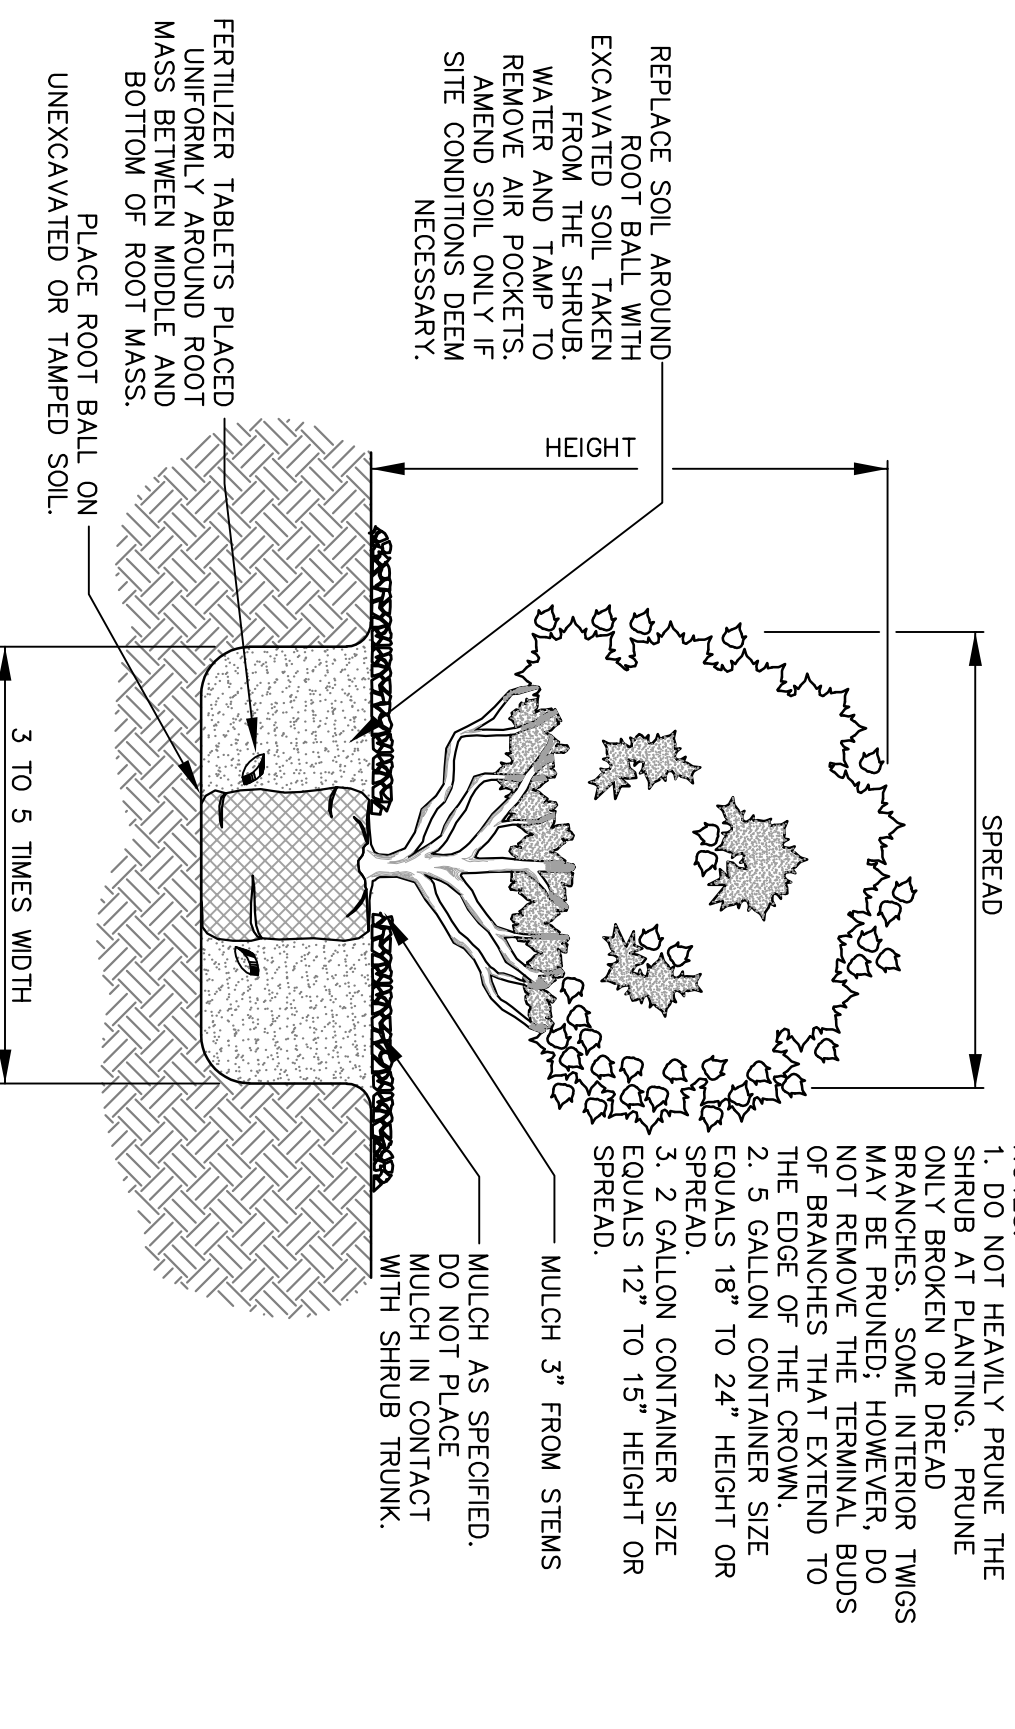 SPREAD
HEIGHT
REPLACE SOIL AROUND
ROOT BALL WITH
EXCAVATED SOIL TAKEN
FROM THE SHRUB.
WATER AND TAMP TO
REMOVE AIR POCKETS.
AMEND SOIL ONLY IF
SITE CONDITIONS DEEM
NECESSARY.
FERTILIZER TABLETS PLACED
UNIFORMLY AROUND ROOT
MASS BETWEEN MIDDLE AND
BOTTOM OF ROOT MASS.
PLACE ROOT BALL ON
UNEXCAVATED OR TAMPED SOIL.
3 TO 5 TIMES WIDTH
1. DO NOT HEAVILY PRUNE THE
SHRUB AT PLANTING. PRUNE
ONLY BROKEN OR DREAD
BRANCHES. SOME INTERIOR TWIGS
MAY BE PRUNED; HOWEVER, DO
NOT REMOVE THE TERMINAL BUDS
OF BRANCHES THAT EXTEND TO
THE EDGE OF THE CROWN.
2. 5 GALLON CONTAINER SIZE
EQUALS 18" TO 24" HEIGHT OR
SPREAD.
3. 2 GALLON CONTAINER SIZE
EQUALS 12" TO 15" HEIGHT OR
SPREAD.
MULCH 3" FROM STEMS
MULCH AS SPECIFIED.
DO NOT PLACE
MULCH IN CONTACT
WITH SHRUB TRUNK.